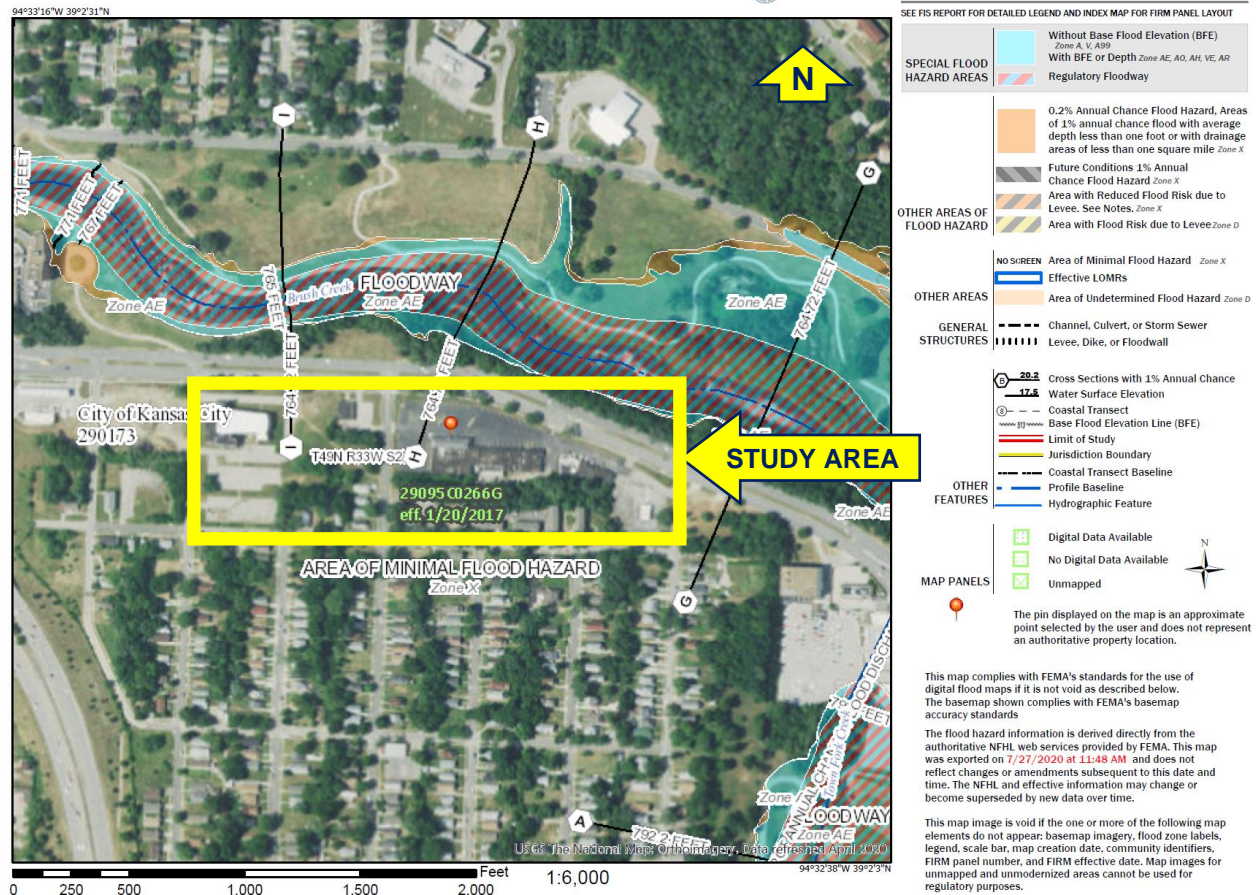 94°33'16"W 39°2'31"N
N
I
H
G
771 FEET
771 FEET
767 FEET
765 FEET
Brush Creek
FLOODWAY
Zone AE
Zone AE
Zone AE
764.72 FEET
FEET
FEET
City of Kansas City
290173
I
T49N R33W S2
H
STUDY AREA
29095C0266G
eff. 1/20/2017
Zone AE
AREA OF MINIMAL FLOOD HAZARD
Zone X
G
Town Fork Creek
A
792.2 FEET
FLOODWAY
Zone AE
USGS The National Map: Orthoimagery. Data refreshed April 2020
94°32'38"W 39°2'3"N
Feet
1:6,000
0 250 500 1,000 1,500 2,000
SEE FIS REPORT FOR DETAILED LEGEND AND INDEX MAP FOR FIRM PANEL LAYOUT
SPECIAL FLOOD
HAZARD AREAS
Without Base Flood Elevation (BFE)
Zone A, V, A99
With BFE or Depth Zone AE, AO, AH, VE, AR
Regulatory Floodway
0.2% Annual Chance Flood Hazard, Areas
of 1% annual chance flood with average
depth less than one foot or with drainage
areas of less than one square mile Zone X
Future Conditions 1% Annual
Chance Flood Hazard Zone X
Area with Reduced Flood Risk due to
Levee. See Notes. Zone X
Area with Flood Risk due to Levee Zone D
OTHER AREAS OF
FLOOD HAZARD
NO SCREEN Area of Minimal Flood Hazard Zone X
Effective LOMRs
OTHER AREAS
Area of Undetermined Flood Hazard Zone D
GENERAL
STRUCTURES
Channel, Culvert, or Storm Sewer
Levee, Dike, or Floodwall
B 20.2 Cross Sections with 1% Annual Chance
17.5 Water Surface Elevation
8 Coastal Transect
513 Base Flood Elevation Line (BFE)
Limit of Study
Jurisdiction Boundary
Coastal Transect Baseline
OTHER
FEATURES
Profile Baseline
Hydrographic Feature
Digital Data Available
No Digital Data Available
Unmapped
MAP PANELS
N
The pin displayed on the map is an approximate
point selected by the user and does not represent
an authoritative property location.
This map complies with FEMA's standards for the use of
digital flood maps if it is not void as described below.
The basemap shown complies with FEMA's basemap
accuracy standards
The flood hazard information is derived directly from the
authoritative NFHL web services provided by FEMA. This map
was exported on 7/27/2020 at 11:48 AM and does not
reflect changes or amendments subsequent to this date and
time. The NFHL and effective information may change or
become superseded by new data over time.
This map image is void if the one or more of the following map
elements do not appear: basemap imagery, flood zone labels,
legend, scale bar, map creation date, community identifiers,
FIRM panel number, and FIRM effective date. Map images for
unmapped and unmodernized areas cannot be used for
regulatory purposes.